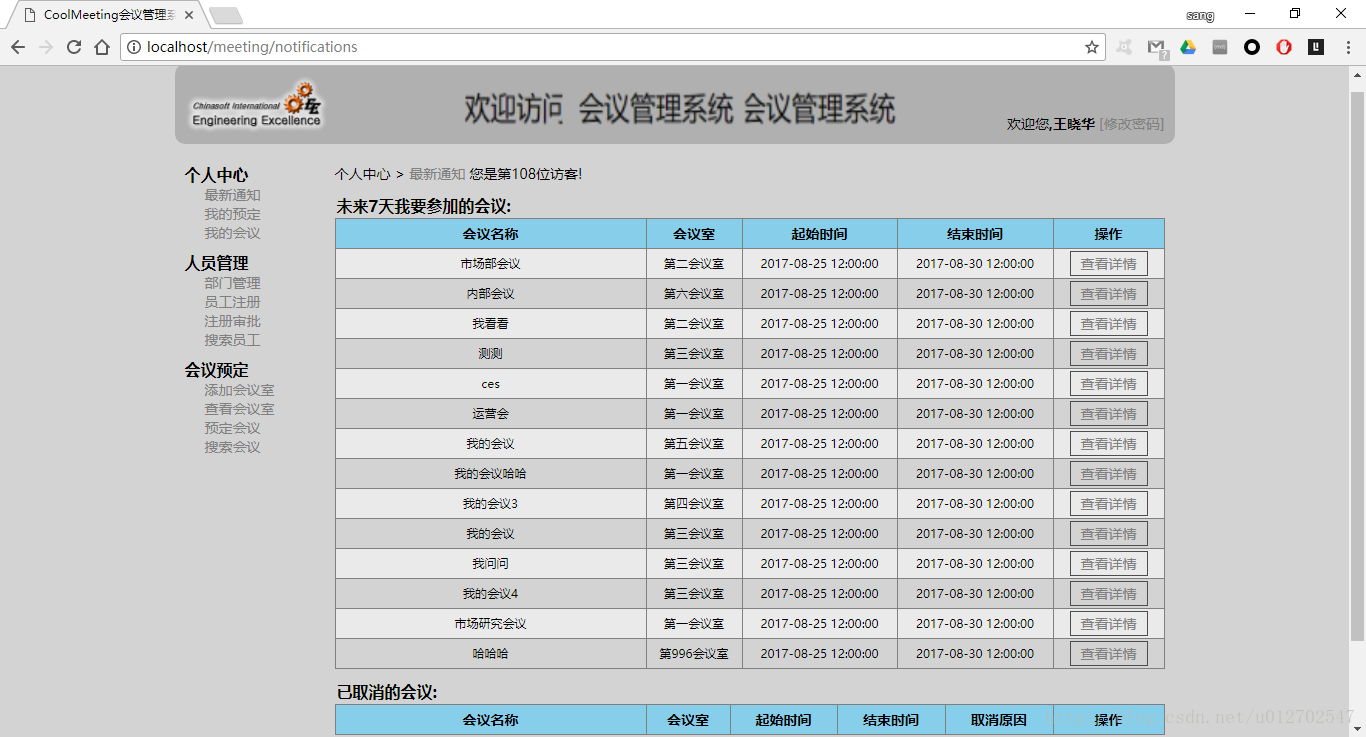 CoolMeeting会议管理系
sang
localhost/meeting/notifications
Chinasoft International
Engineering Excellence
欢迎访问 会议管理系统 会议管理系统
欢迎您,王晓华 [修改密码]
个人中心
最新通知
我的预定
我的会议
人员管理
部门管理
员工注册
注册审批
搜索员工
会议预定
添加会议室
查看会议室
预定会议
搜索会议
个人中心 > 最新通知 您是第108位访客!
未来7天我要参加的会议:
会议名称 会议室 起始时间 结束时间 操作
市场部会议 第二会议室 2017-08-25 12:00:00 2017-08-30 12:00:00 查看详情
内部会议 第六会议室 2017-08-25 12:00:00 2017-08-30 12:00:00 查看详情
我看看 第二会议室 2017-08-25 12:00:00 2017-08-30 12:00:00 查看详情
测测 第三会议室 2017-08-25 12:00:00 2017-08-30 12:00:00 查看详情
ces 第一会议室 2017-08-25 12:00:00 2017-08-30 12:00:00 查看详情
运营会 第一会议室 2017-08-25 12:00:00 2017-08-30 12:00:00 查看详情
我的会议 第五会议室 2017-08-25 12:00:00 2017-08-30 12:00:00 查看详情
我的会议哈哈 第一会议室 2017-08-25 12:00:00 2017-08-30 12:00:00 查看详情
我的会议3 第四会议室 2017-08-25 12:00:00 2017-08-30 12:00:00 查看详情
我的会议 第三会议室 2017-08-25 12:00:00 2017-08-30 12:00:00 查看详情
我问问 第三会议室 2017-08-25 12:00:00 2017-08-30 12:00:00 查看详情
我的会议4 第三会议室 2017-08-25 12:00:00 2017-08-30 12:00:00 查看详情
市场研究会议 第一会议室 2017-08-25 12:00:00 2017-08-30 12:00:00 查看详情
哈哈哈 第996会议室 2017-08-25 12:00:00 2017-08-30 12:00:00 查看详情
已取消的会议:
会议名称 会议室 起始时间 结束时间 取消原因 操作
csdn.net/u012702547